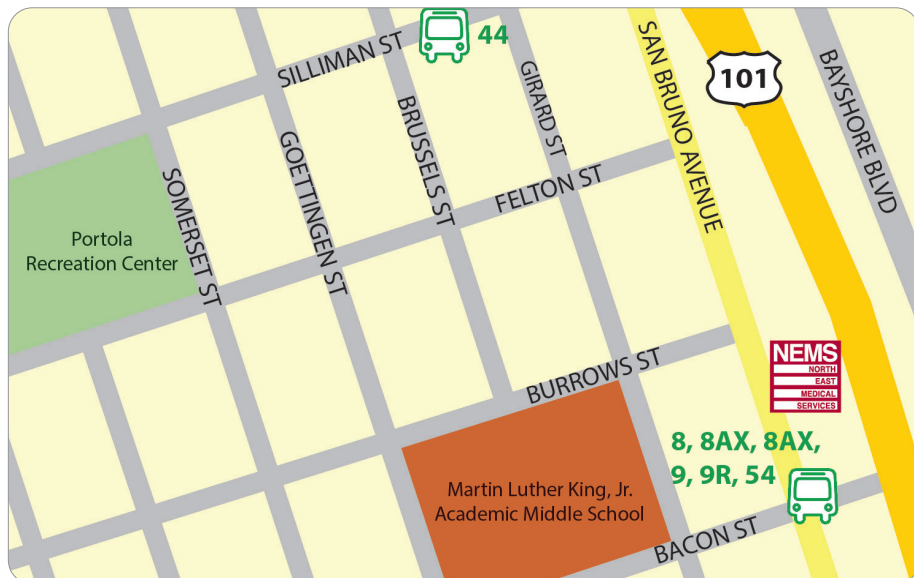 SILLIMAN ST
44
GIRARD ST
SAN BRUNO AVENUE
101
BAYSHORE BLVD
BRUSSELS ST
GOETTINGEN ST
SOMERSET ST
FELTON ST
Portola
Recreation Center
BURROWS ST
NEMS
NORTH
EAST
MEDICAL
SERVICES
8, 8AX, 8AX,
9, 9R, 54
Martin Luther King, Jr.
Academic Middle School
BACON ST